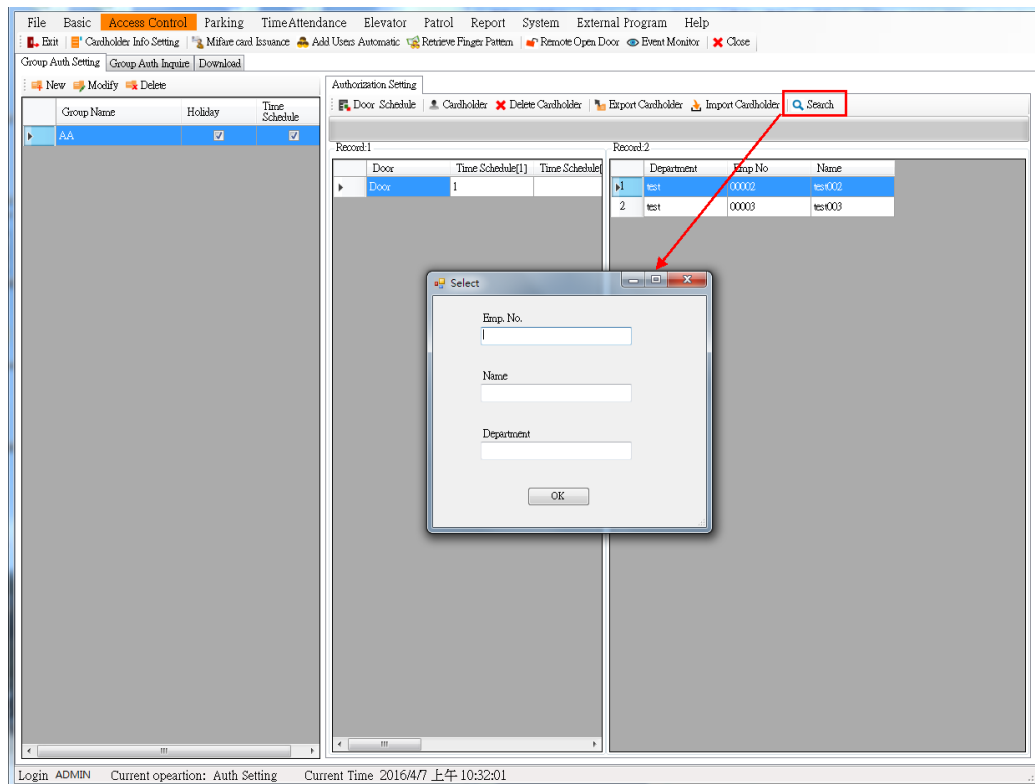 File Basic Access Control Parking TimeAttendance Elevator Patrol Report System External Program Help
Exit Cardholder Info Setting Mifare card Issuance Add Users Automatic Retrieve Finger Pattern Remote Open Door Event Monitor Close
Group Auth Setting Group Auth Inquire Download
New Modify Delete
Group Name Holiday Time Schedule
AA
Authorization Setting
Door Schedule Cardholder Delete Cardholder Export Cardholder Import Cardholder Search
Record:1
Door Time Schedule[1] Time Schedule[
Door 1
Record:2
Department Emp No Name
1 test 00002 test002
2 test 00003 test003
Select
Emp. No.
Name
Department
OK
Login ADMIN Current opeartion: Auth Setting Current Time 2016/4/7 上午 10:32:01